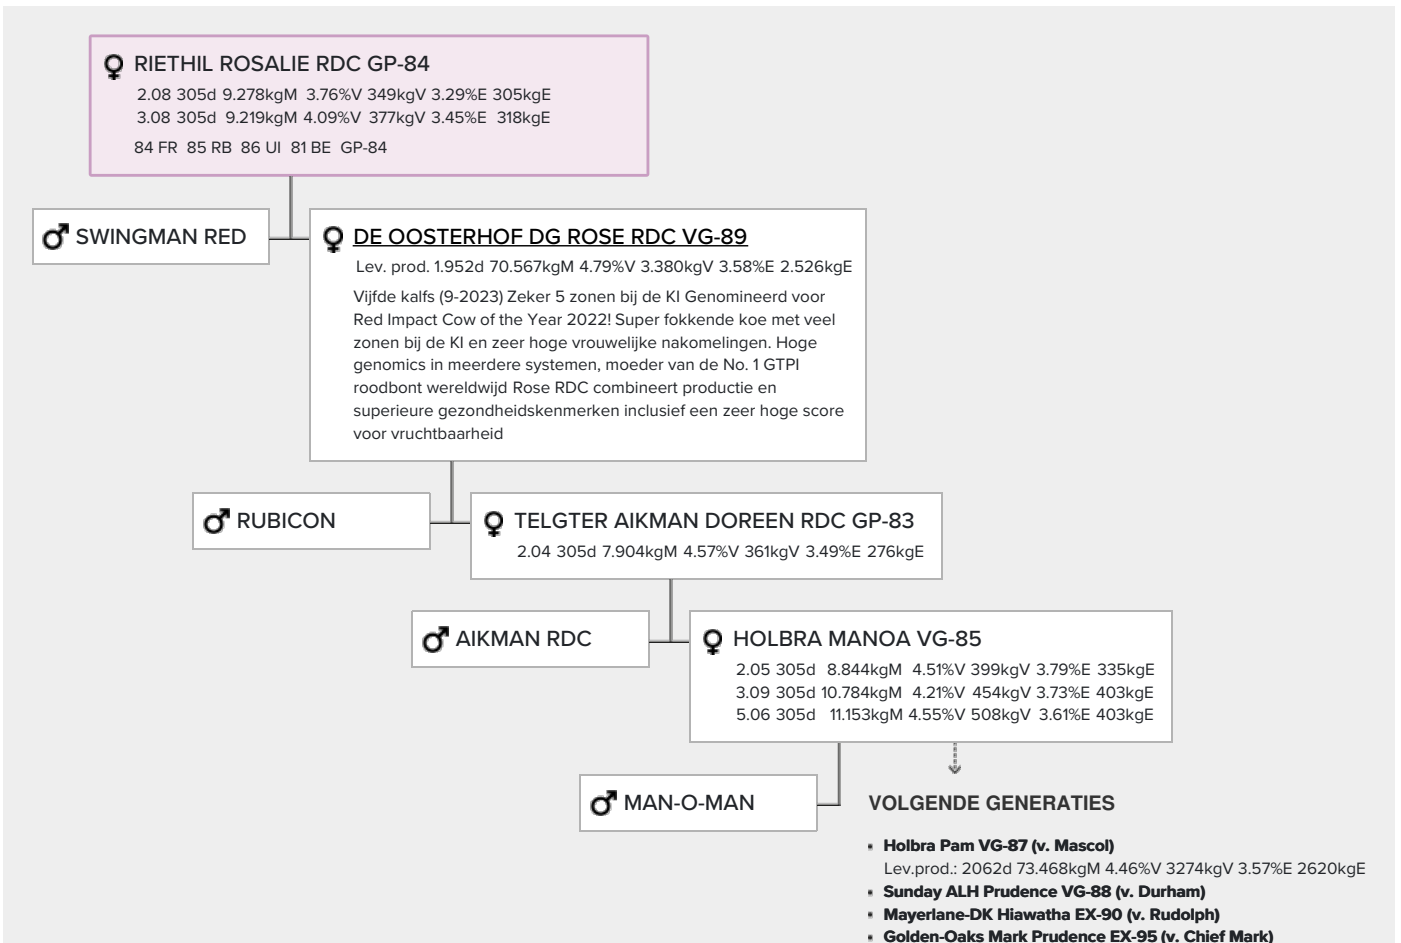 RIETHIL ROSALIE RDC GP-84
2.08 305d 9.278kgM 3.76%V 349kgV 3.29%E 305kgE
3.08 305d 9.219kgM 4.09%V 377kgV 3.45%E 318kgE
84 FR 85 RB 86 UI 81 BE GP-84
SWINGMAN RED
DE OOSTERHOF DG ROSE RDC VG-89
Lev. prod. 1.952d 70.567kgM 4.79%V 3.380kgV 3.58%E 2.526kgE
Vijfde kalfs (9-2023) Zeker 5 zonen bij de KI Genomineerd voor
Red Impact Cow of the Year 2022! Super fokkende koe met veel
zonen bij de KI en zeer hoge vrouwelijke nakomelingen. Hoge
genomics in meerdere systemen, moeder van de No. 1 GTPI
roodbont wereldwijd Rose RDC combineert productie en
superieure gezondheidskenmerken inclusief een zeer hoge score
voor vruchtbaarheid
RUBICON
TELGTER AIKMAN DOREEN RDC GP-83
2.04 305d 7.904kgM 4.57%V 361kgV 3.49%E 276kgE
AIKMAN RDC
HOLBRA MANOA VG-85
2.05 305d 8.844kgM 4.51%V 399kgV 3.79%E 335kgE
3.09 305d 10.784kgM 4.21%V 454kgV 3.73%E 403kgE
5.06 305d 11.153kgM 4.55%V 508kgV 3.61%E 403kgE
MAN-O-MAN
VOLGENDE GENERATIES
Holbra Pam VG-87 (v. Mascol)
Lev.prod.: 2062d 73.468kgM 4.46%V 3274kgV 3.57%E 2620kgE
Sunday ALH Prudence VG-88 (v. Durham)
Mayerlane-DK Hiawatha EX-90 (v. Rudolph)
Golden-Oaks Mark Prudence EX-95 (v. Chief Mark)